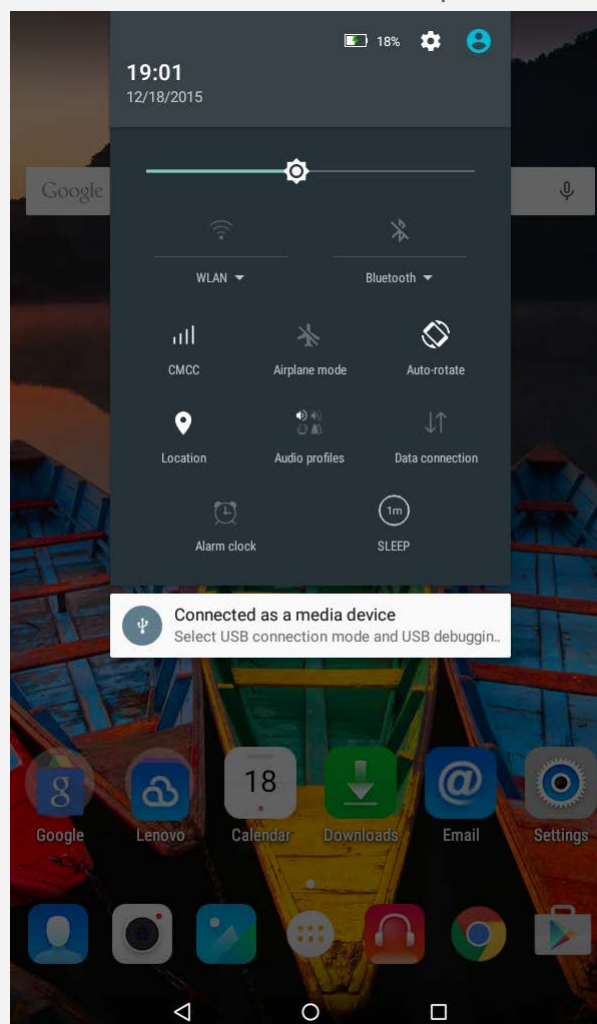 18%
19:01
12/18/2015
Google
WLAN
Bluetooth
CMCC
Airplane mode
Auto-rotate
Location
Audio profiles
Data connection
1m
Alarm clock
SLEEP
Connected as a media device
Select USB connection mode and USB debuggin..
g
18
@
Google
Lenovo
Calendar
Downloads
Email
Settings